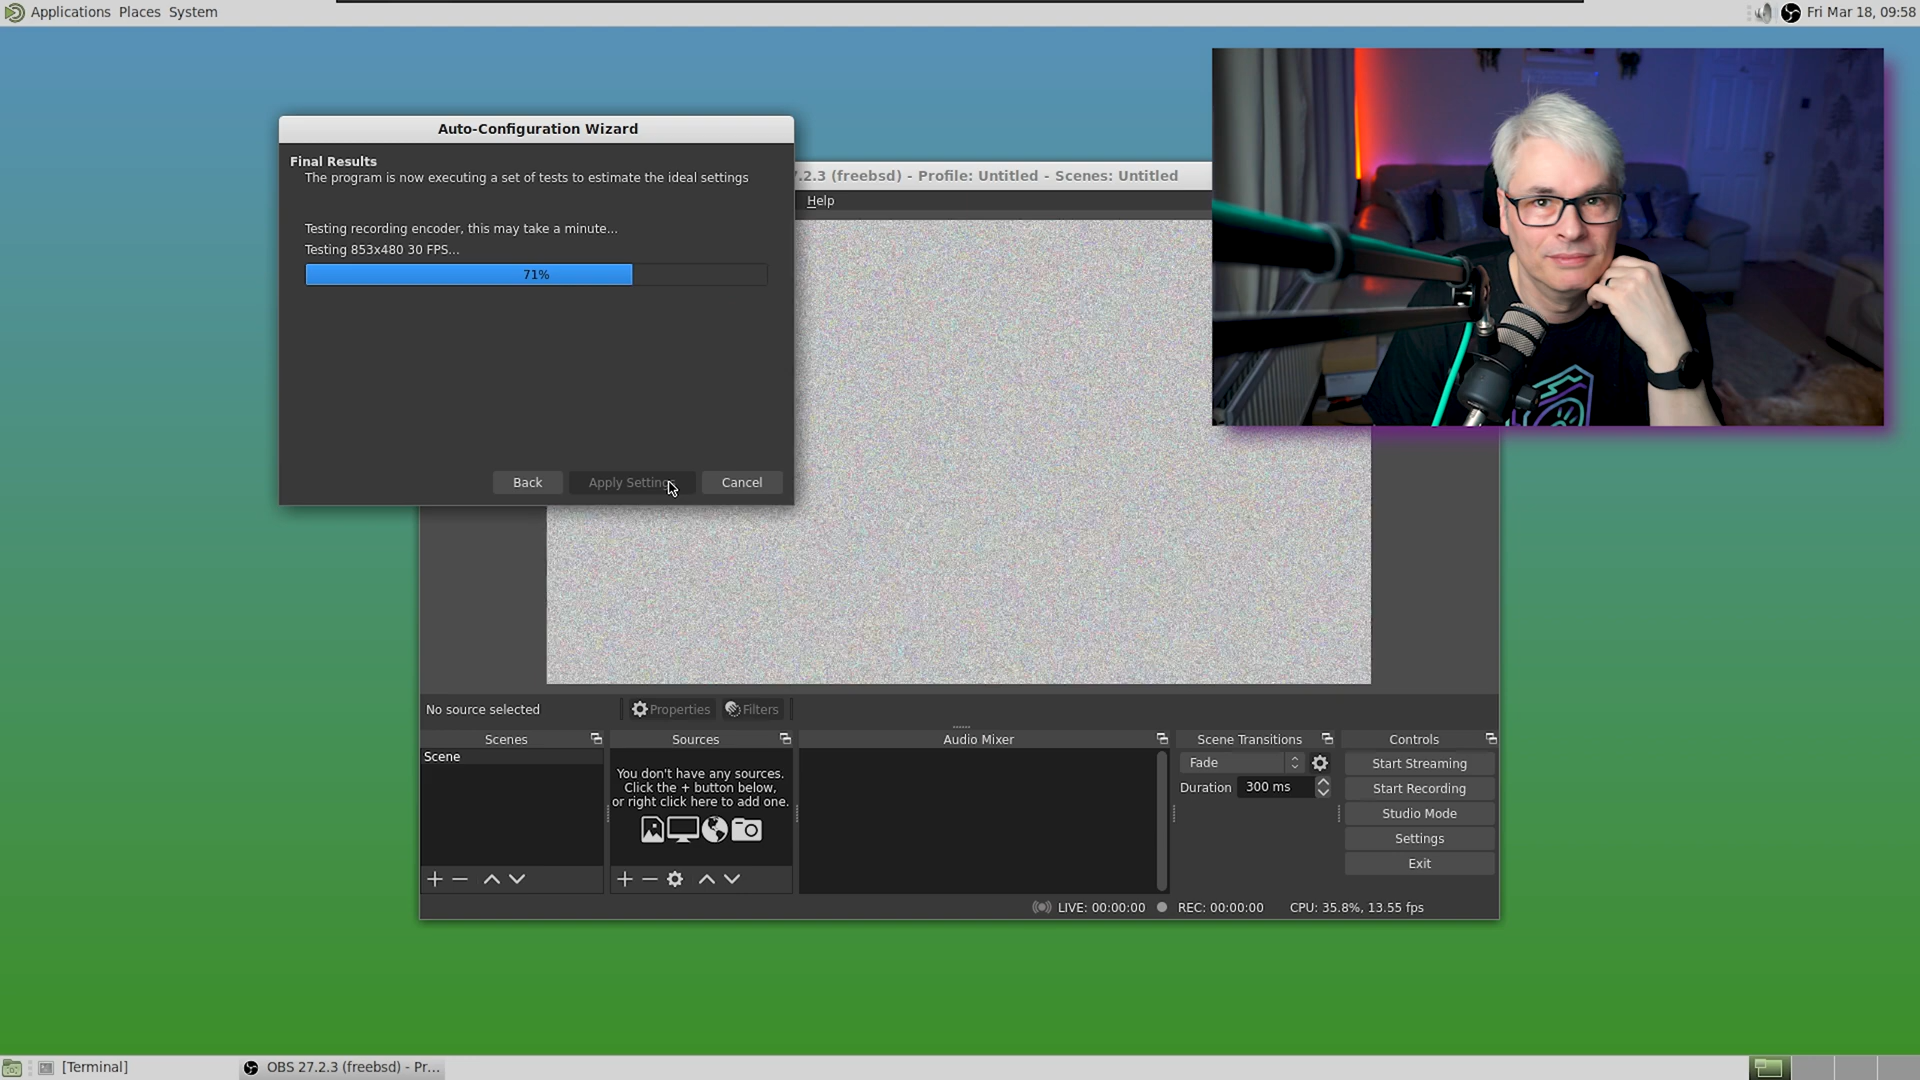 Applications Places System
Fri Mar 18, 09:58
Auto-Configuration Wizard
Final Results
The program is now executing a set of tests to estimate the ideal settings
Testing recording encoder, this may take a minute...
Testing 853x480 30 FPS...
71%
Back
Apply Settings
Cancel
7.2.3 (freebsd) - Profile: Untitled - Scenes: Untitled
Help
No source selected
Properties
Filters
Scenes
Scene
Sources
You don't have any sources.
Click the + button below,
or right click here to add one.
Audio Mixer
Scene Transitions
Fade
Duration 300 ms
Controls
Start Streaming
Start Recording
Studio Mode
Settings
Exit
LIVE: 00:00:00
REC: 00:00:00
CPU: 35.8%, 13.55 fps
[Terminal]
OBS 27.2.3 (freebsd) - Pr...